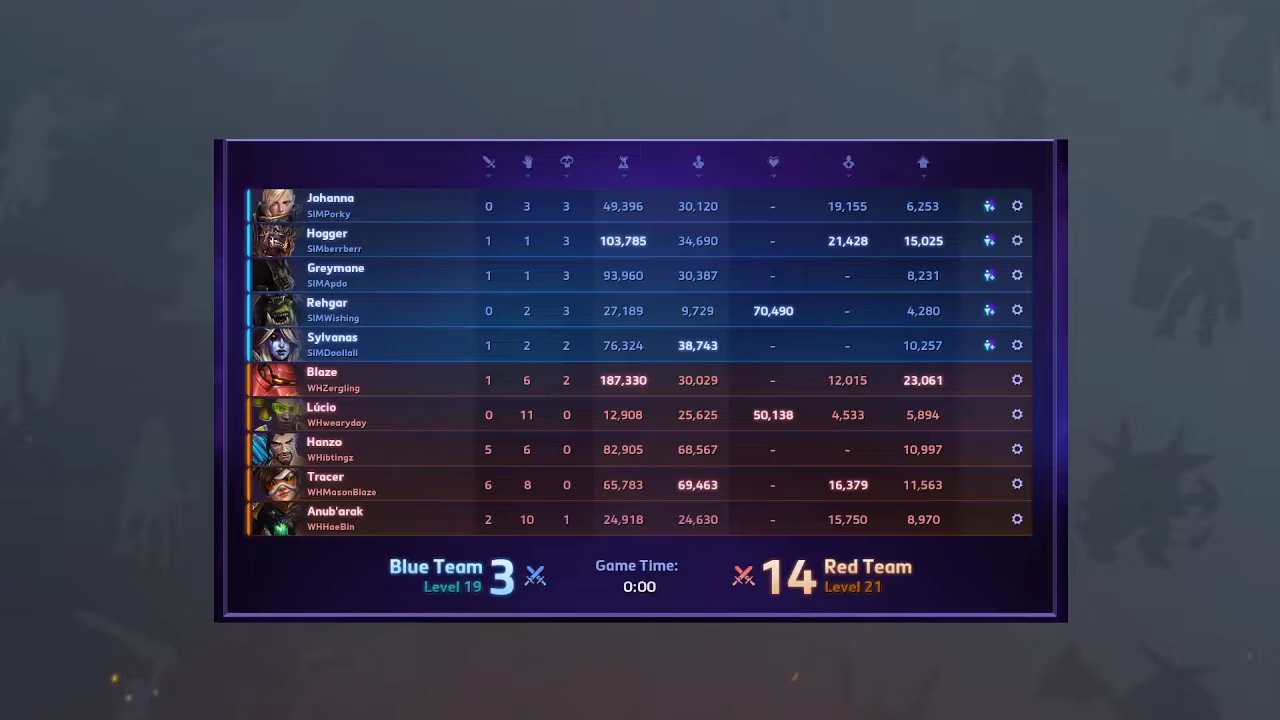 Johanna
SIMPorky
0 3 3 49,396 30,120 - 19,155 6,253
Hogger
SIMberrberr
1 1 3 103,785 34,690 - 21,428 15,025
Greymane
SIMApdo
1 1 3 93,960 30,387 - - 8,231
Rehgar
SIMWishing
0 2 3 27,189 9,729 70,490 - 4,280
Sylvanas
SIMDooliali
1 2 2 76,324 38,743 - - 10,257
Blaze
WHZergling
1 6 2 187,330 30,029 - 12,015 23,061
Lúcio
WHwearyday
0 11 0 12,908 25,625 50,138 4,533 5,894
Hanzo
WHibtingz
5 6 0 82,905 68,567 - - 10,997
Tracer
WHMasonBlaze
6 8 0 65,783 69,463 - 16,379 11,563
Anub'arak
WHHaeBin
2 10 1 24,918 24,630 - 15,750 8,970
Blue Team 3
Level 19
Game Time:
0:00
14 Red Team
Level 21